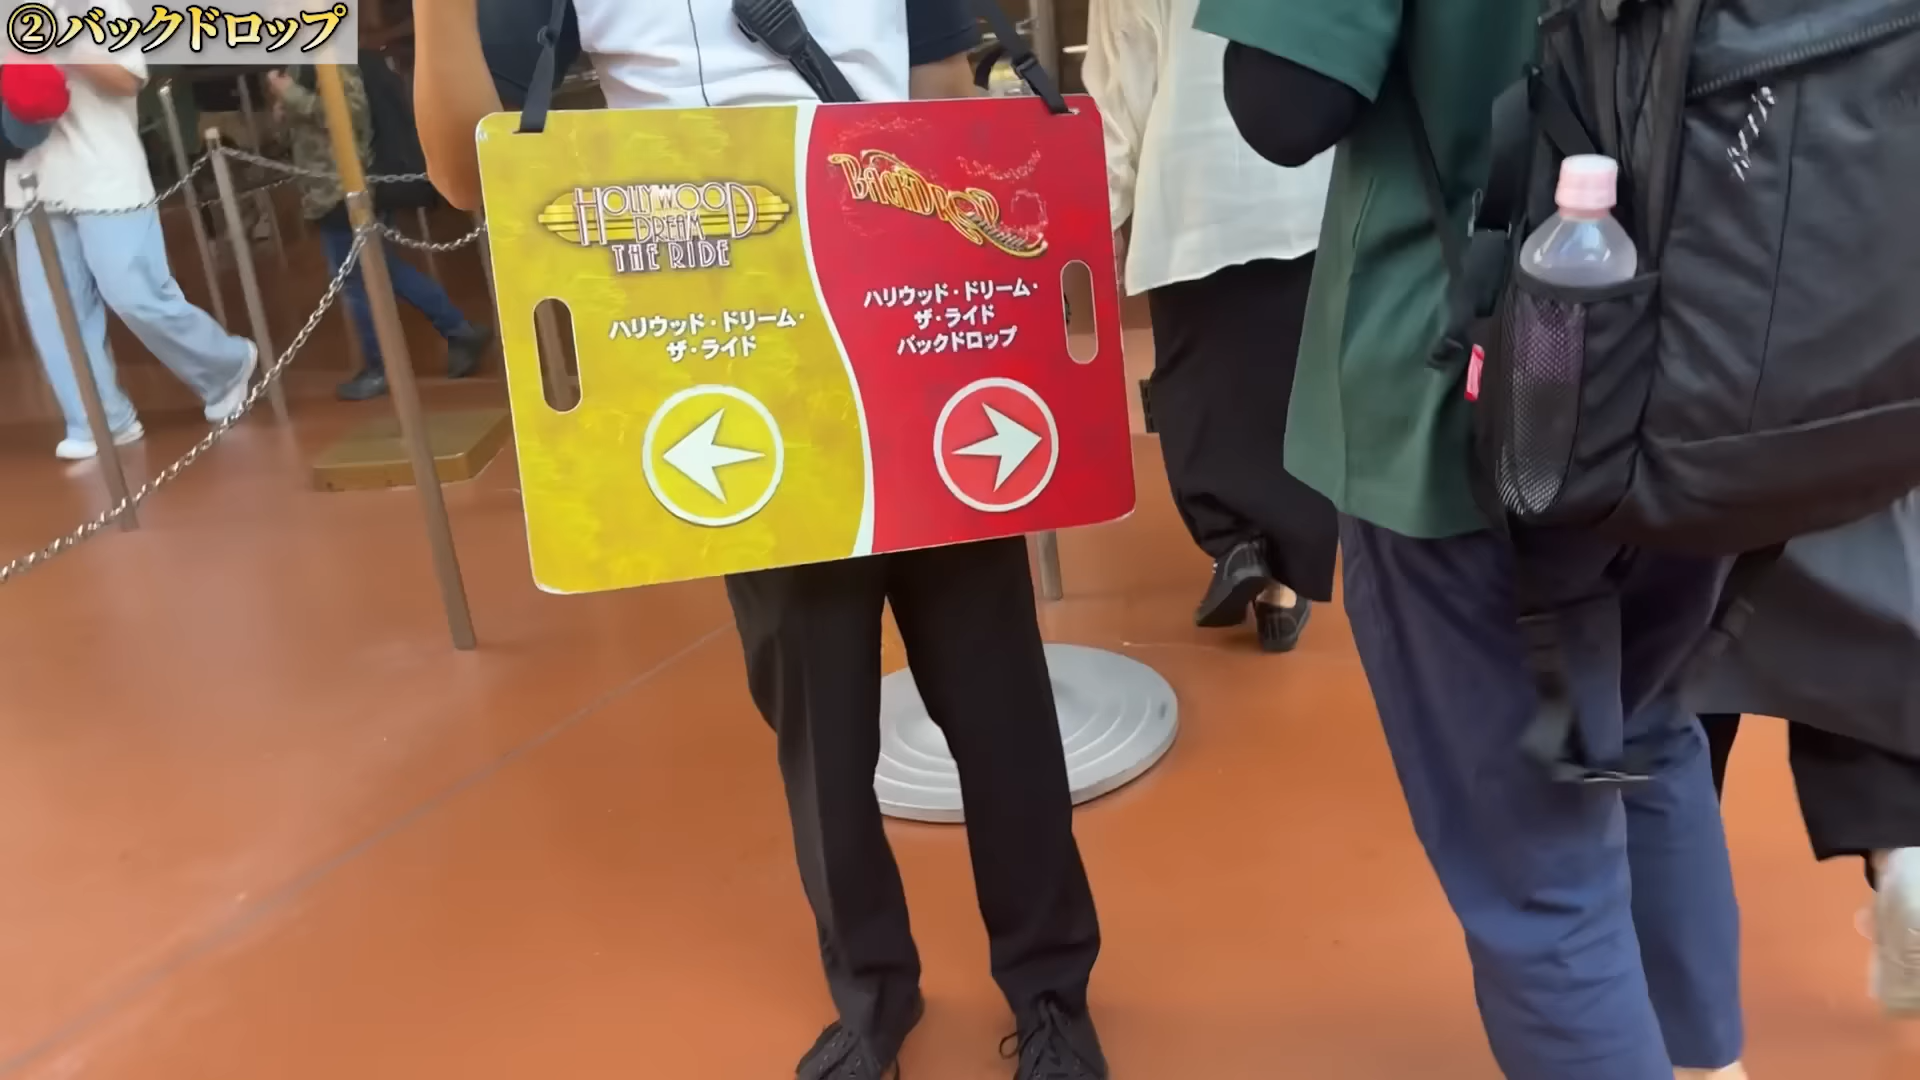 ②バックドロップ
HOLLYWOOD
DREAM
THE RIDE
ハリウッド・ドリーム・
ザ・ライド
BACKDROP
ハリウッド・ドリーム・
ザ・ライド
バックドロップ